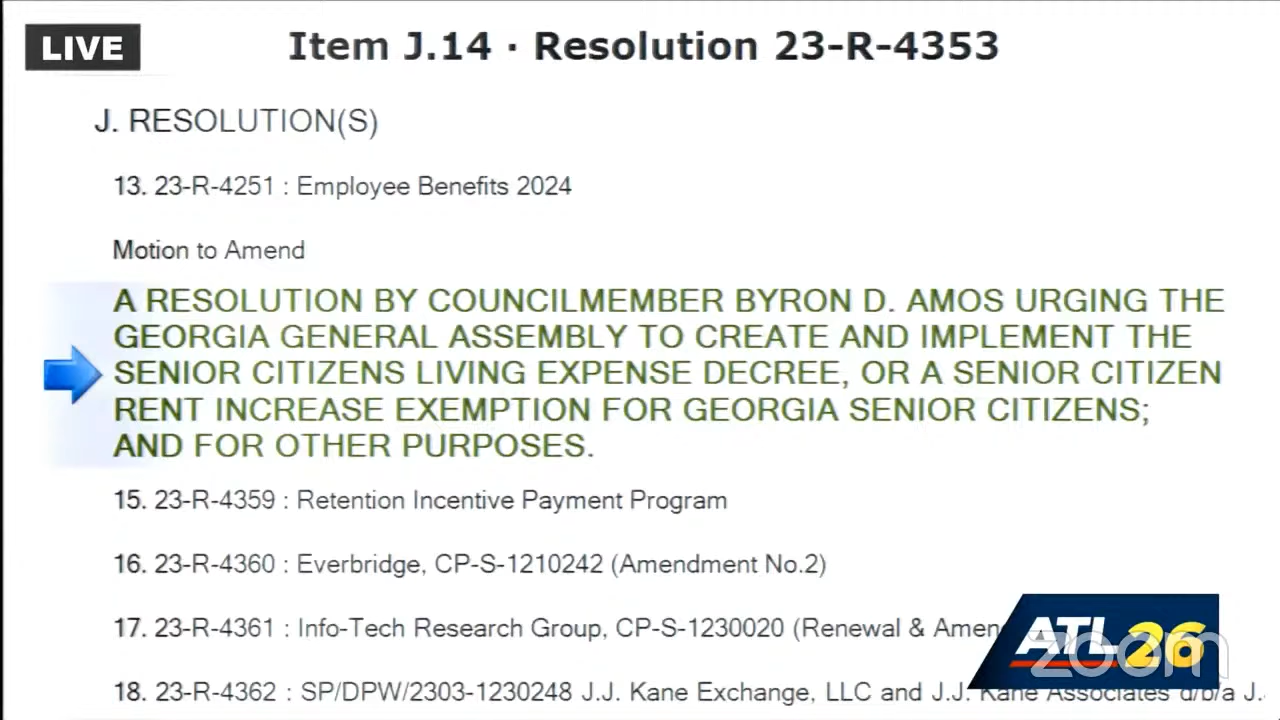 LIVE
Item J.14 · Resolution 23-R-4353
J. RESOLUTION(S)
13. 23-R-4251 : Employee Benefits 2024
Motion to Amend
A RESOLUTION BY COUNCILMEMBER BYRON D. AMOS URGING THE
GEORGIA GENERAL ASSEMBLY TO CREATE AND IMPLEMENT THE
SENIOR CITIZENS LIVING EXPENSE DECREE, OR A SENIOR CITIZEN
RENT INCREASE EXEMPTION FOR GEORGIA SENIOR CITIZENS;
AND FOR OTHER PURPOSES.
15. 23-R-4359 : Retention Incentive Payment Program
16. 23-R-4360 : Everbridge, CP-S-1210242 (Amendment No.2)
17. 23-R-4361 : Info-Tech Research Group, CP-S-1230020 (Renewal & Amen
18. 23-R-4362 : SP/DPW/2303-1230248 J.J. Kane Exchange, LLC and J.J. Kane Associates d/b/a J.
ATL 26
zoom